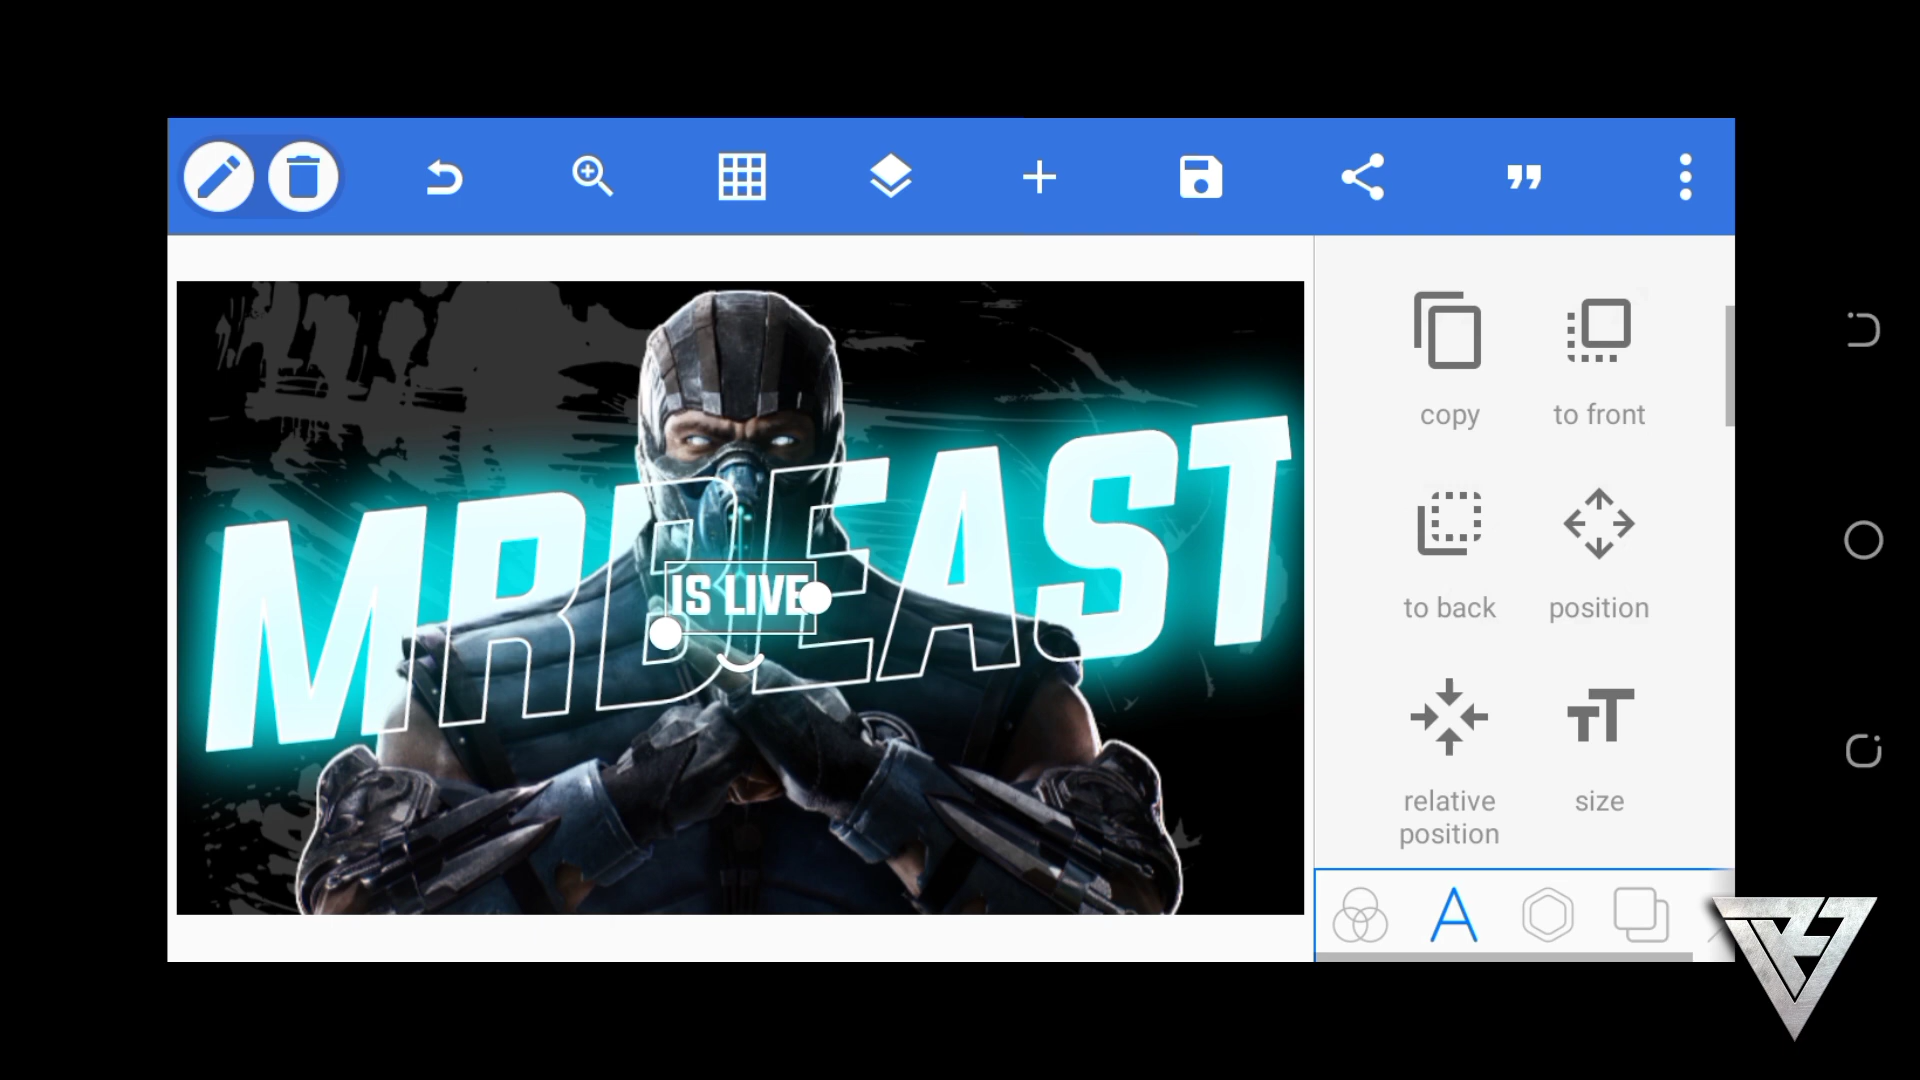 copy
to front
MRBEAST
IS LIVE
to back
position
relative
position
size
A